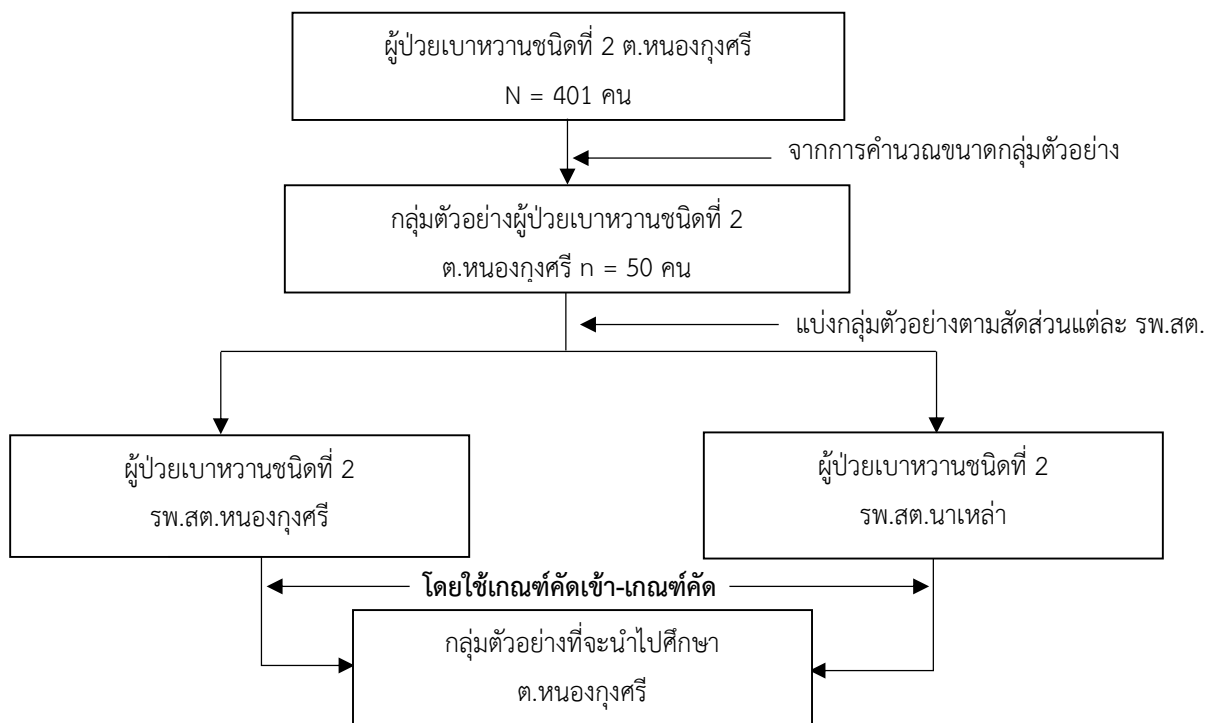 ผู้ป่วยเบาหวานชนิดที่ 2 ต.หนองกุงศรี
N = 401 คน
จากการคำนวณขนาดกลุ่มตัวอย่าง
กลุ่มตัวอย่างผู้ป่วยเบาหวานชนิดที่ 2
ต.หนองกุงศรี n = 50 คน
แบ่งกลุ่มตัวอย่างตามสัดส่วนแต่ละ รพ.สต.
ผู้ป่วยเบาหวานชนิดที่ 2
รพ.สต.หนองกุงศรี
ผู้ป่วยเบาหวานชนิดที่ 2
รพ.สต.นาเหล่า
โดยใช้เกณฑ์คัดเข้า-เกณฑ์คัด
กลุ่มตัวอย่างที่จะนำไปศึกษา
ต.หนองกุงศรี